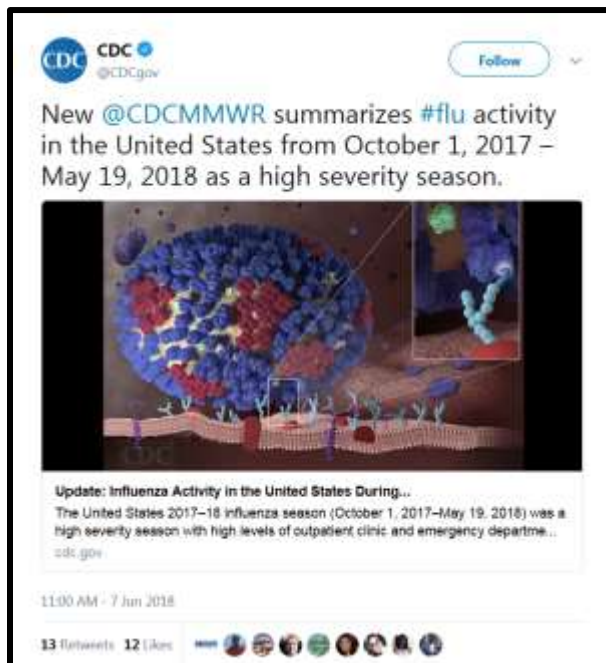 CDC
CDC
@CDCgov
Follow
New @CDCMMWR summarizes #flu activity
in the United States from October 1, 2017 –
May 19, 2018 as a high severity season.
CDC
Update: Influenza Activity in the United States During...
The United States 2017–18 influenza season (October 1, 2017–May 19, 2018) was a
high severity season with high levels of outpatient clinic and emergency departme...
cdc.gov
11:00 AM - 7 Jun 2018
13 Retweets 12 Likes